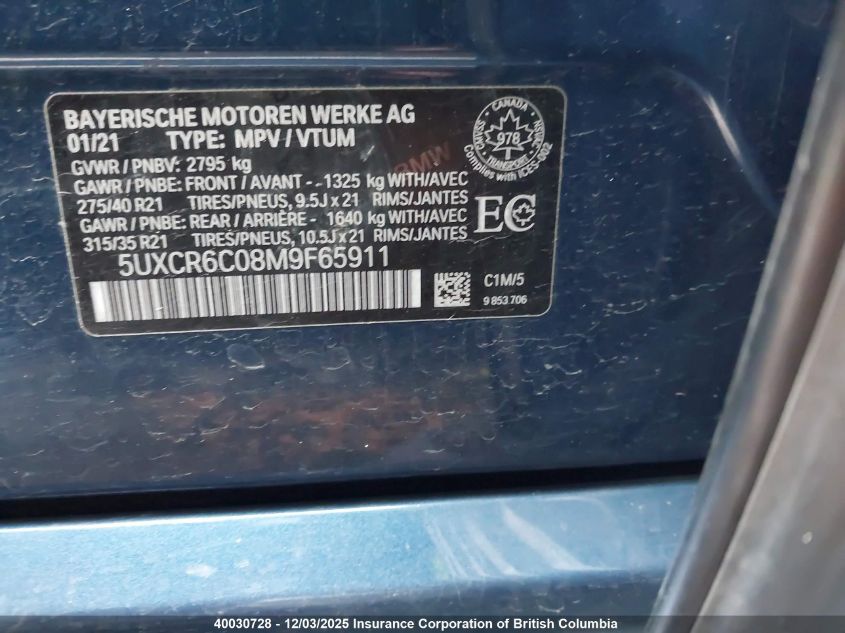 BAYERISCHE MOTOREN WERKE AG
01/21 TYPE: MPV / VTUM
GVWR / PNBV: 2795 kg
GAWR / PNBE: FRONT / AVANT - -1325 kg WITH/AVEC
275/40 R21 TIRES/PNEUS, 9.5J x 21 RIMS/JANTES
GAWR / PNBE: REAR / ARRIÈRE - 1640 kg WITH/AVEC
315/35 R21 TIRES/PNEUS, 10.5J x 21 RIMS/JANTES
5UXCR6C08M9F65911
CANADA
978
TRANSPORT
Complies with ICES-002
EC
C1M/5
9 853 706
40030728 - 12/03/2025 Insurance Corporation of British Columbia